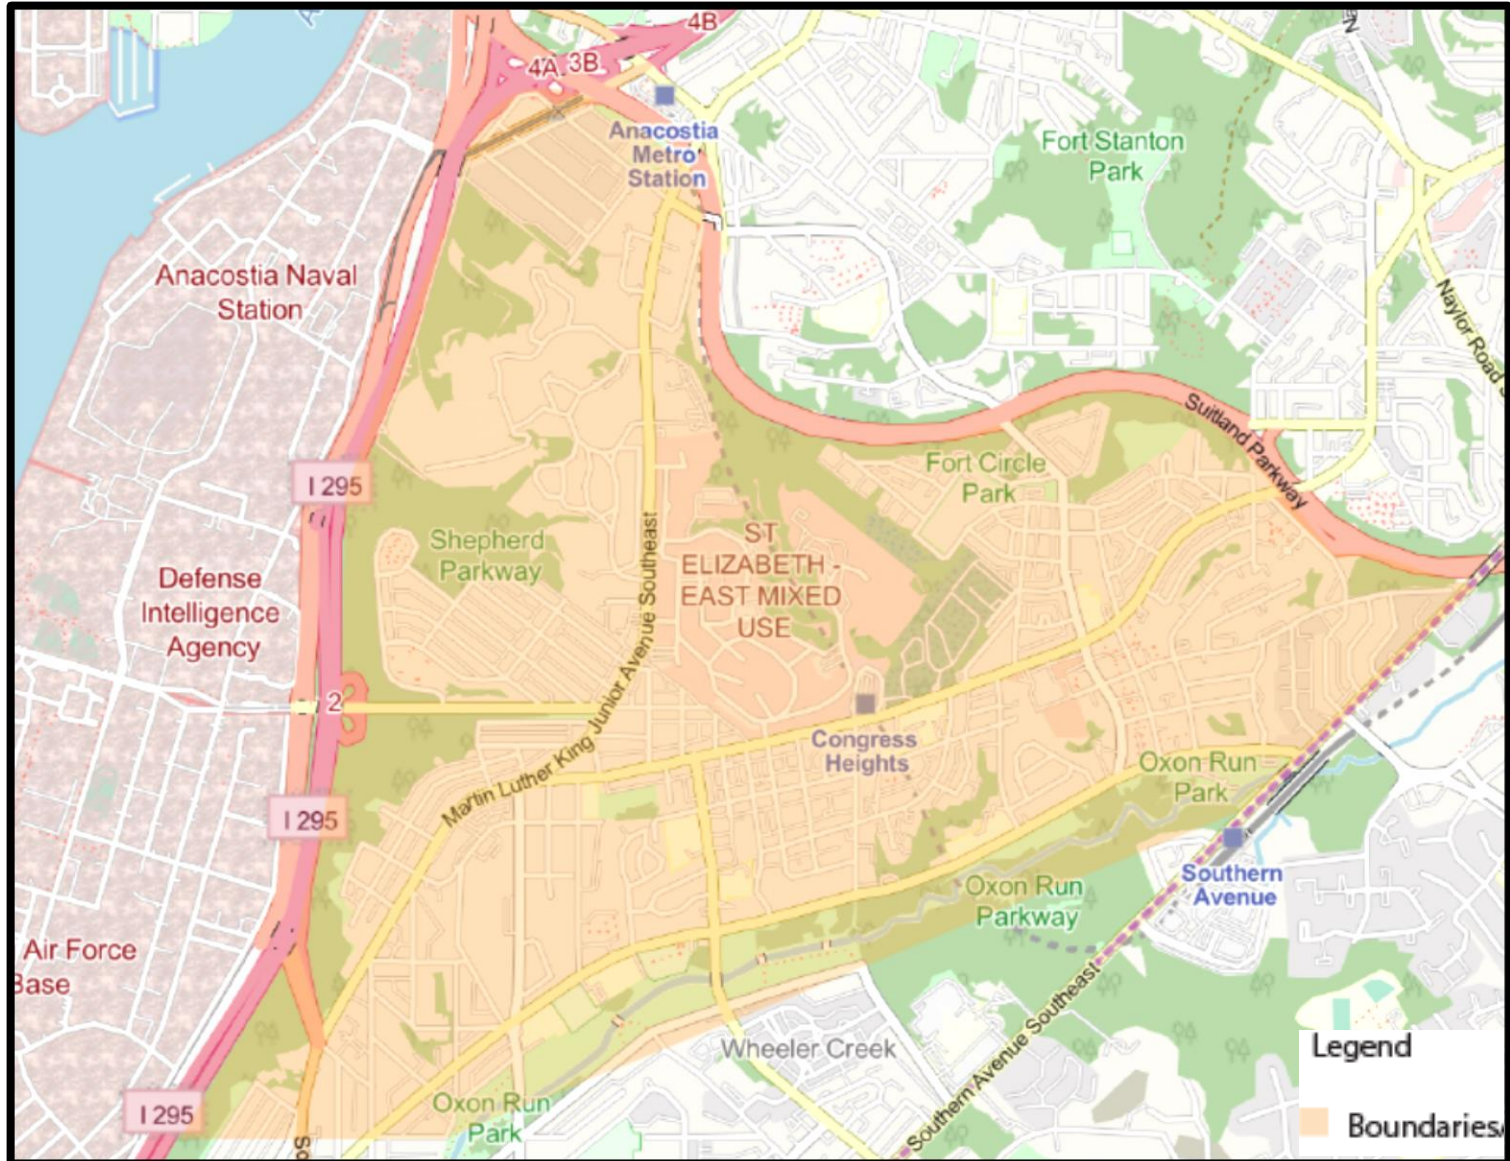 4B
4A
3B
Anacostia
Metro
Station
Fort Stanton
Park
Anacostia Naval
Station
Naylor Road
Suitland Parkway
I 295
Fort Circle
Park
Shepherd
Parkway
ST
ELIZABETH -
EAST MIXED
USE
Defense
Intelligence
Agency
Martin Luther King Junior Avenue Southeast
2
Congress
Heights
Oxon Run
Park
I 295
Southern
Avenue
Oxon Run
Parkway
Air Force
Base
Southern Avenue Southeast
Wheeler Creek
Legend
I 295
Oxon Run
Park
Boundaries
So